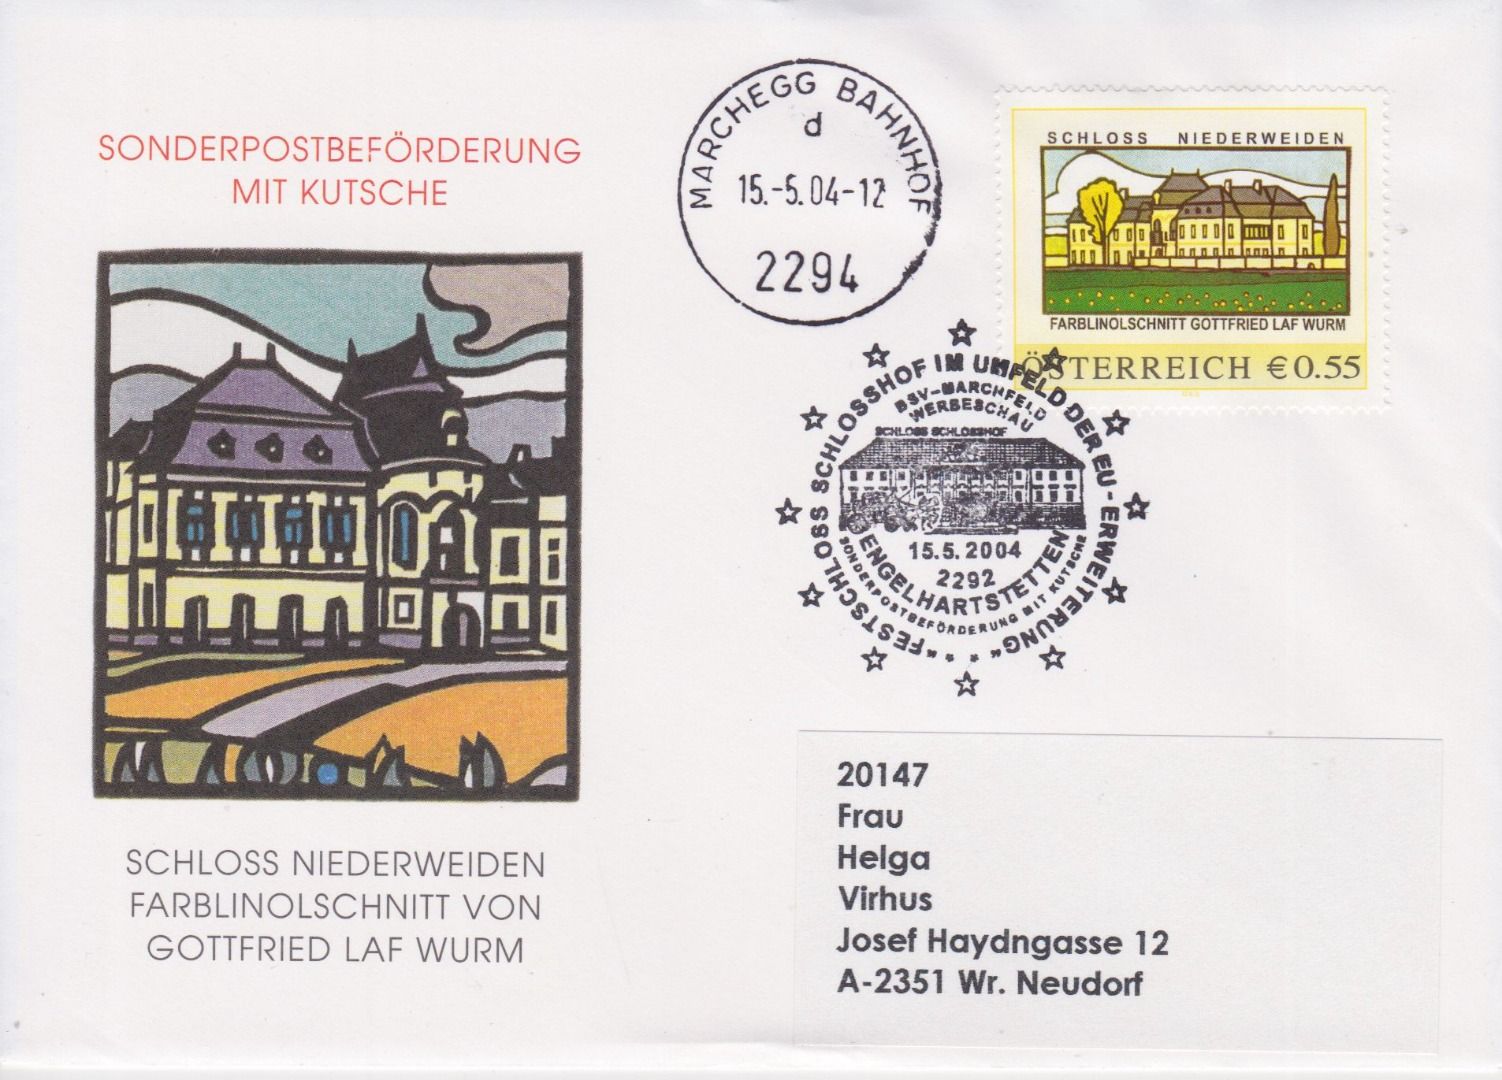 SONDERPOSTBEFÖRDERUNG
MIT KUTSCHE
MARCHEGG BAHNHOF
d
15.-5.04-12
2294
SCHLOSS NIEDERWEIDEN
FARBLINOLSCHNITT GOTTFRIED LAF WURM
ÖSTERREICH €0.55
"FESTSCHLOSS SCHLOSSHOF IM UMFELD DER EU-ERWEITERUNG"
BSV-MARCHFELD
WERBESCHAU
SCHLOSS SCHLOSSHOF
15.5.2004
2292
ENGELHARTSTETTEN
SONDERPOSTBEFÖRDERUNG MIT KUTSCHE
SCHLOSS NIEDERWEIDEN
FARBLINOLSCHNITT VON
GOTTFRIED LAF WURM
20147
Frau
Helga
Virhus
Josef Haydngasse 12
A-2351 Wr. Neudorf